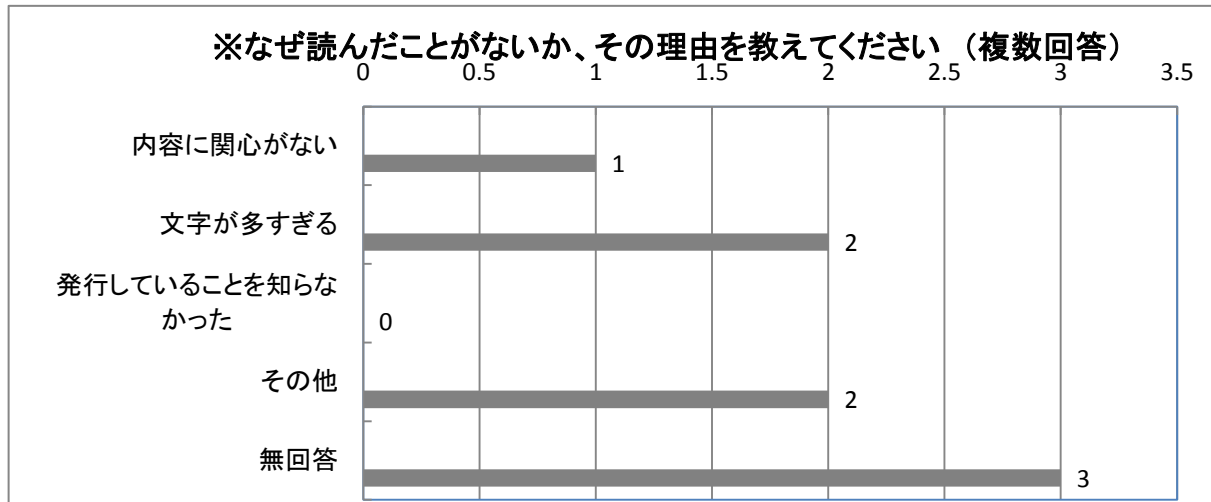 ※なぜ読んだことがないか、その理由を教えてください （複数回答）
0 0.5 1 1.5 2 2.5 3 3.5
内容に関心がない 1
文字が多すぎる 2
発行していることを知らな
かった 0
その他 2
無回答 3